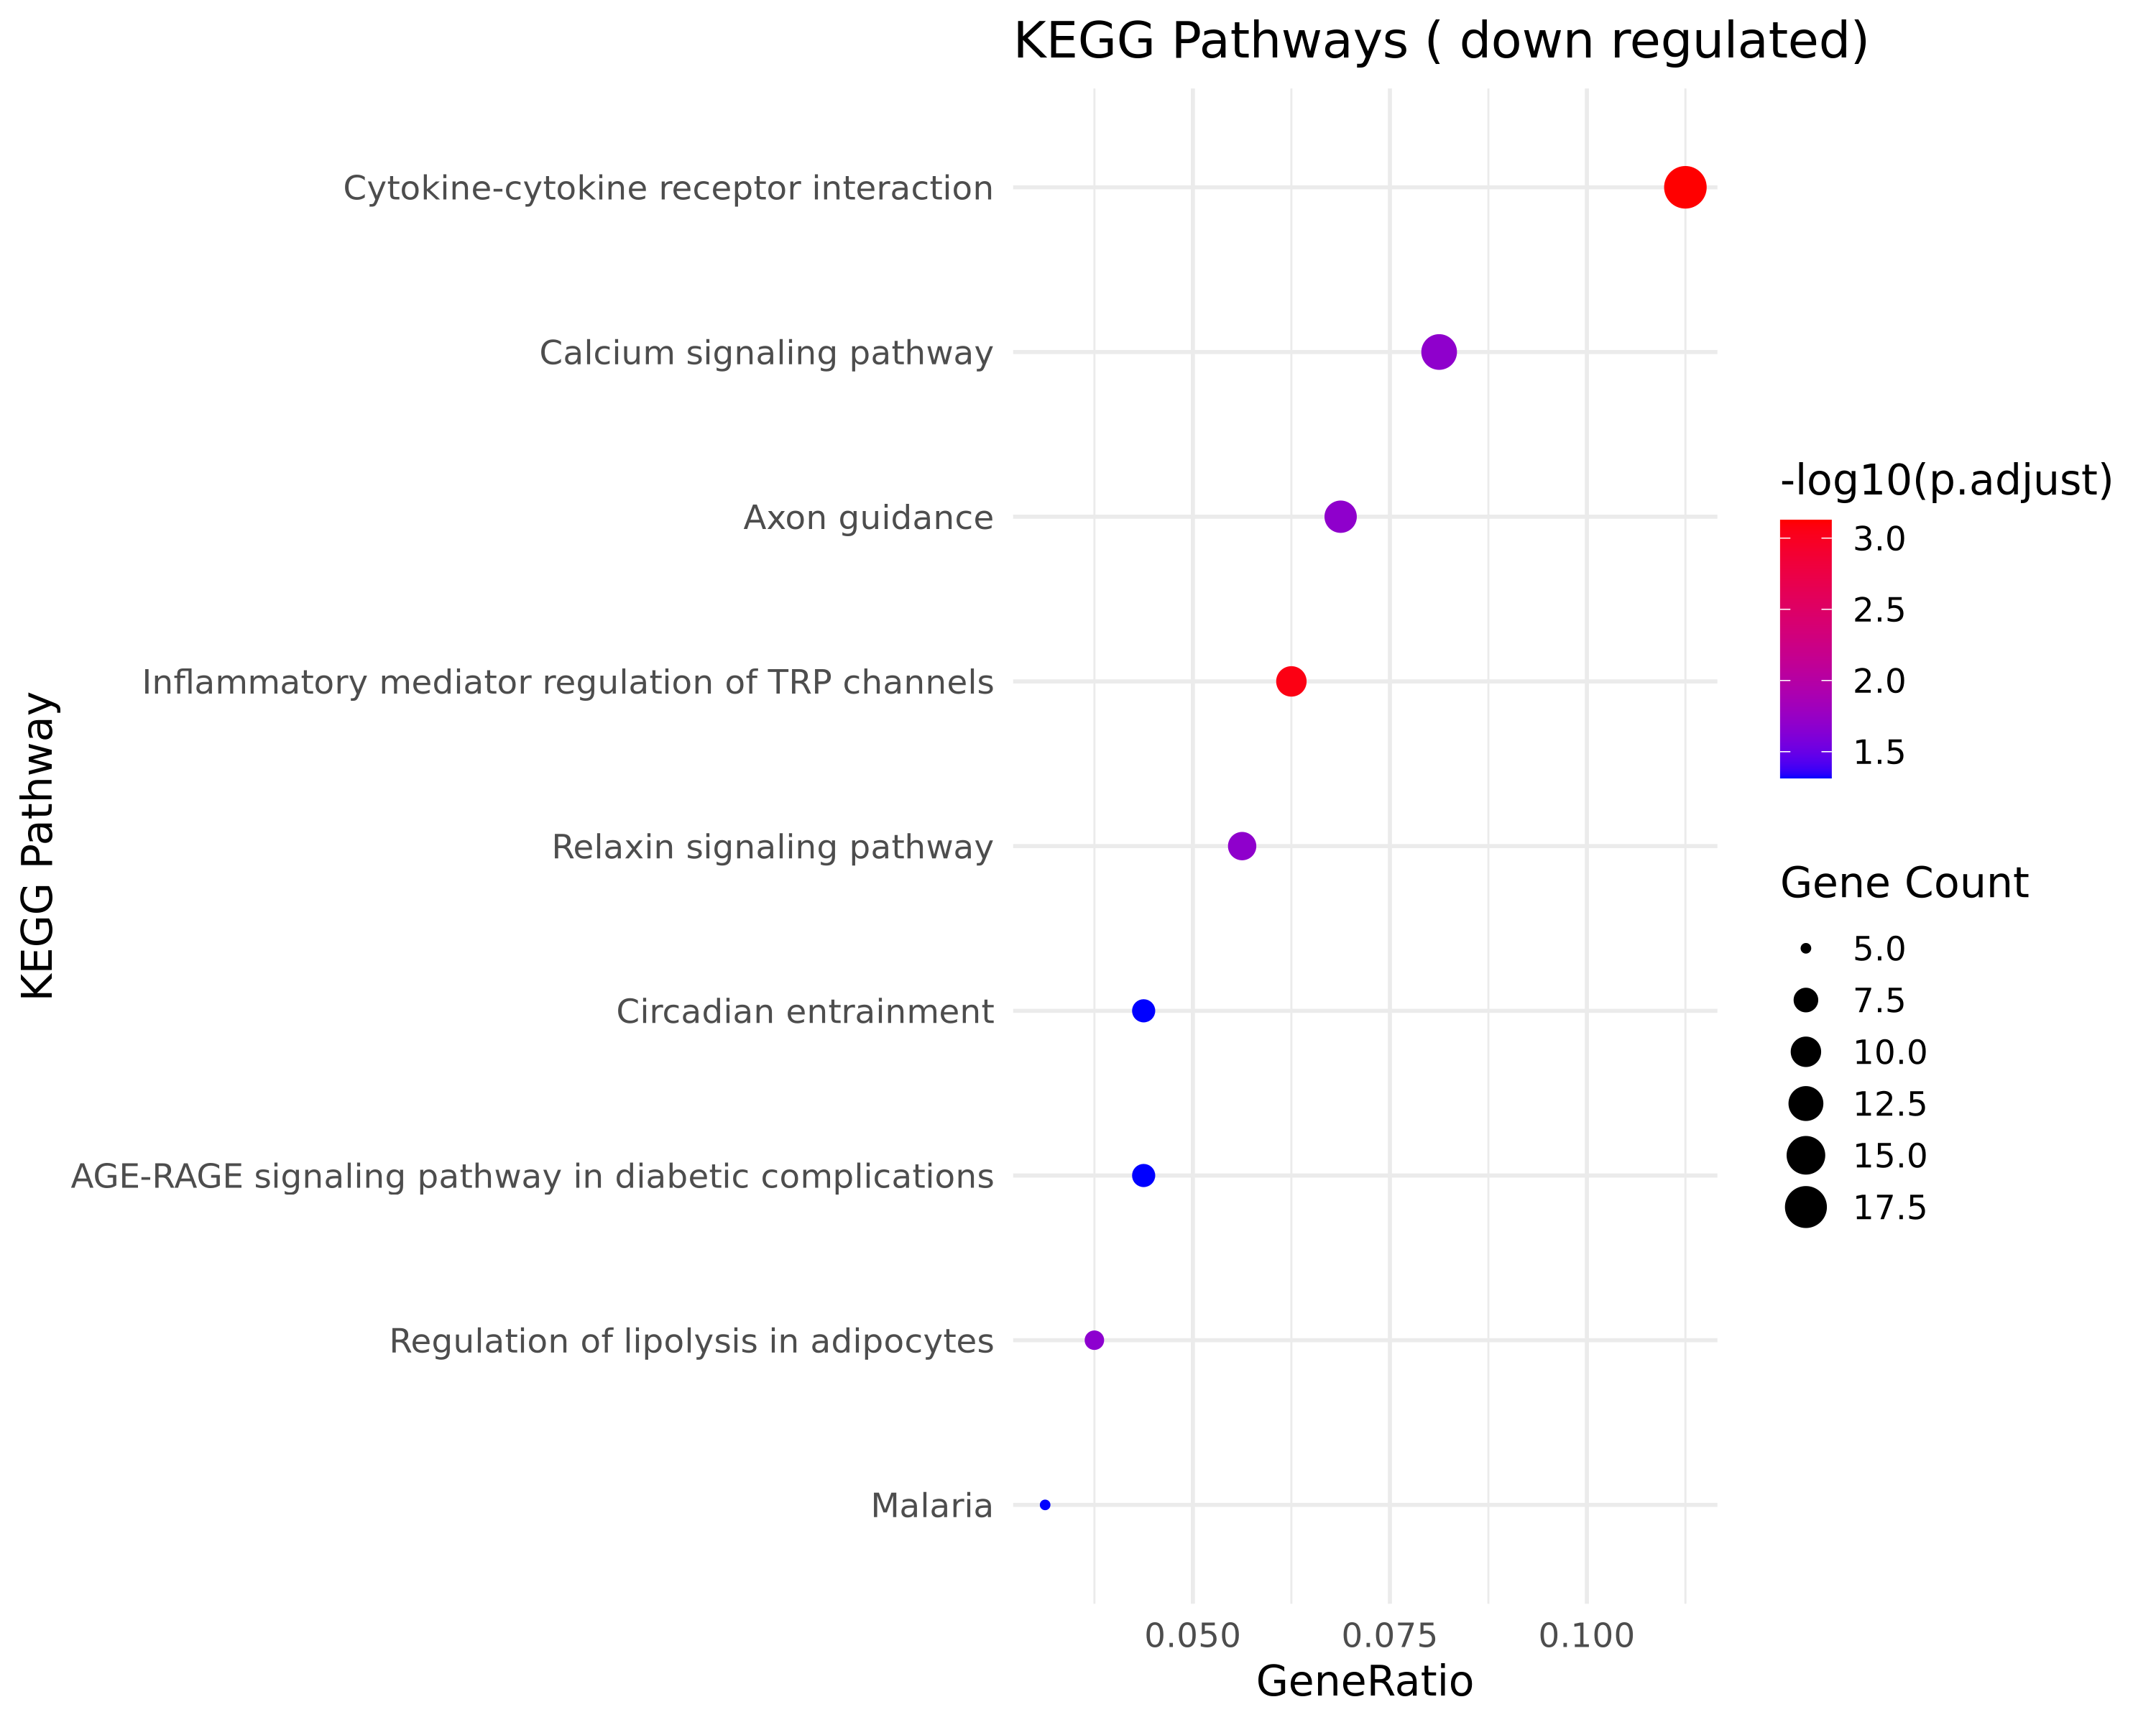 KEGG Pathways ( down regulated)
KEGG Pathway
Cytokine-cytokine receptor interaction
Calcium signaling pathway
Axon guidance
Inflammatory mediator regulation of TRP channels
Relaxin signaling pathway
Circadian entrainment
AGE-RAGE signaling pathway in diabetic complications
Regulation of lipolysis in adipocytes
Malaria
0.050 0.075 0.100
GeneRatio
-log10(p.adjust)
3.0
2.5
2.0
1.5
Gene Count
5.0
7.5
10.0
12.5
15.0
17.5